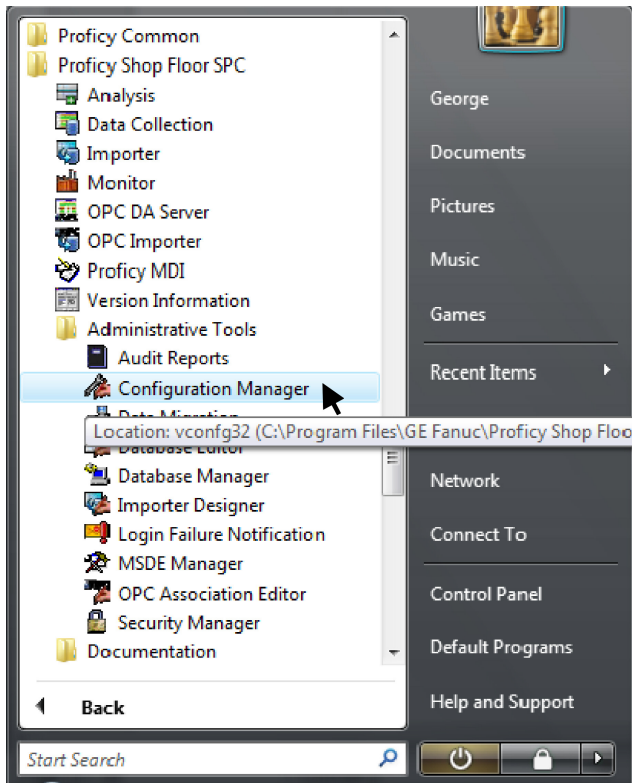 Proficy Common
Proficy Shop Floor SPC
Analysis
Data Collection
Importer
Monitor
OPC DA Server
OPC Importer
Proficy MDI
Version Information
Administrative Tools
Audit Reports
Configuration Manager
Data Migration
Location: vconfg32 (C:\Program Files\GE Fanuc\Proficy Shop Floo
Database Editor
Database Manager
Importer Designer
Login Failure Notification
MSDE Manager
OPC Association Editor
Security Manager
Documentation
Back
Start Search
George
Documents
Pictures
Music
Games
Recent Items
Network
Connect To
Control Panel
Default Programs
Help and Support